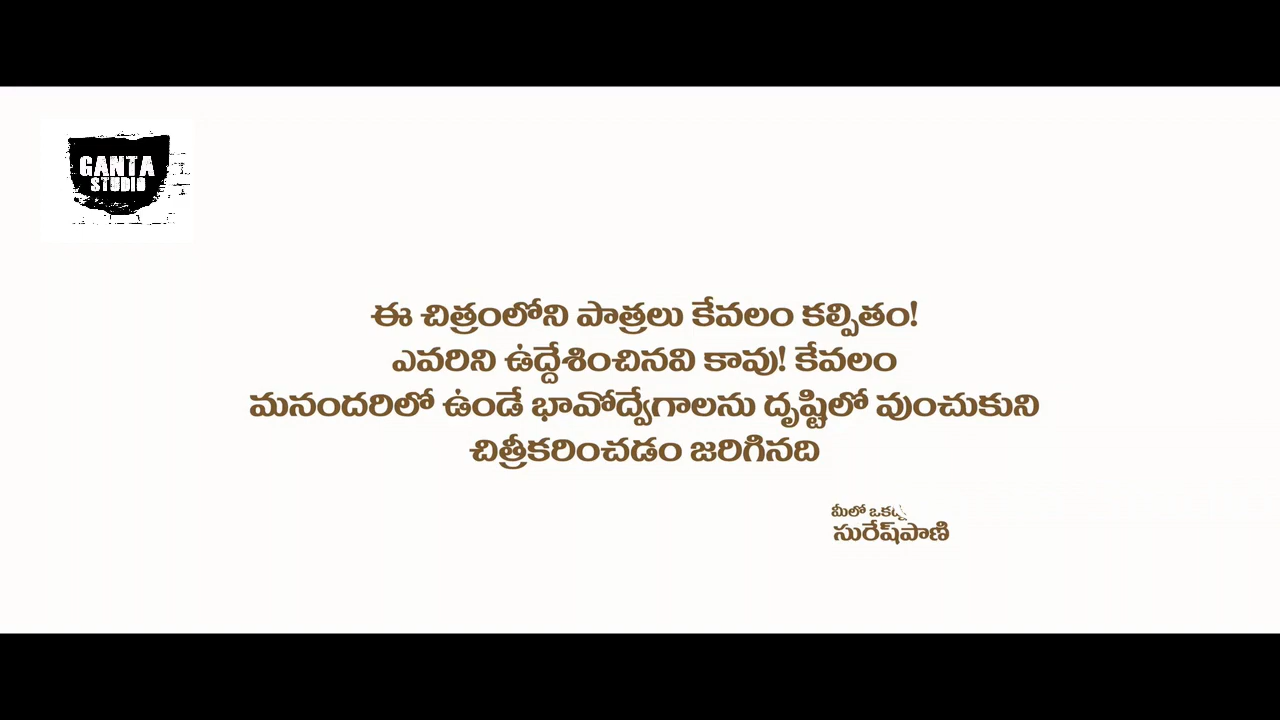 GANTA
STUDIO
ఈ చిత్రంలోని పాత్రలు కేవలం కల్పితం!
ఎవరిని ఉద్దేశించినవి కావు! కేవలం
మనందరిలో ఉండే భావోద్వేగాలను దృష్టిలో వుంచుకుని
చిత్రీకరించడం జరిగినది
మీలో
సురేష్‌పాణి